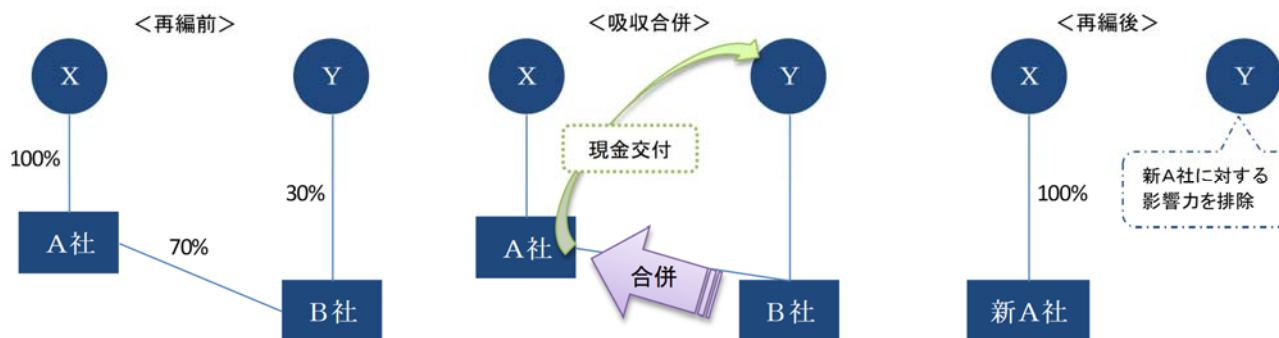 ＜再編前＞
X
Y
100%
30%
A社
70%
B社
＜吸収合併＞
X
Y
現金交付
A社
合併
B社
＜再編後＞
X
Y
100%
新A社に対する
影響力を排除
新A社